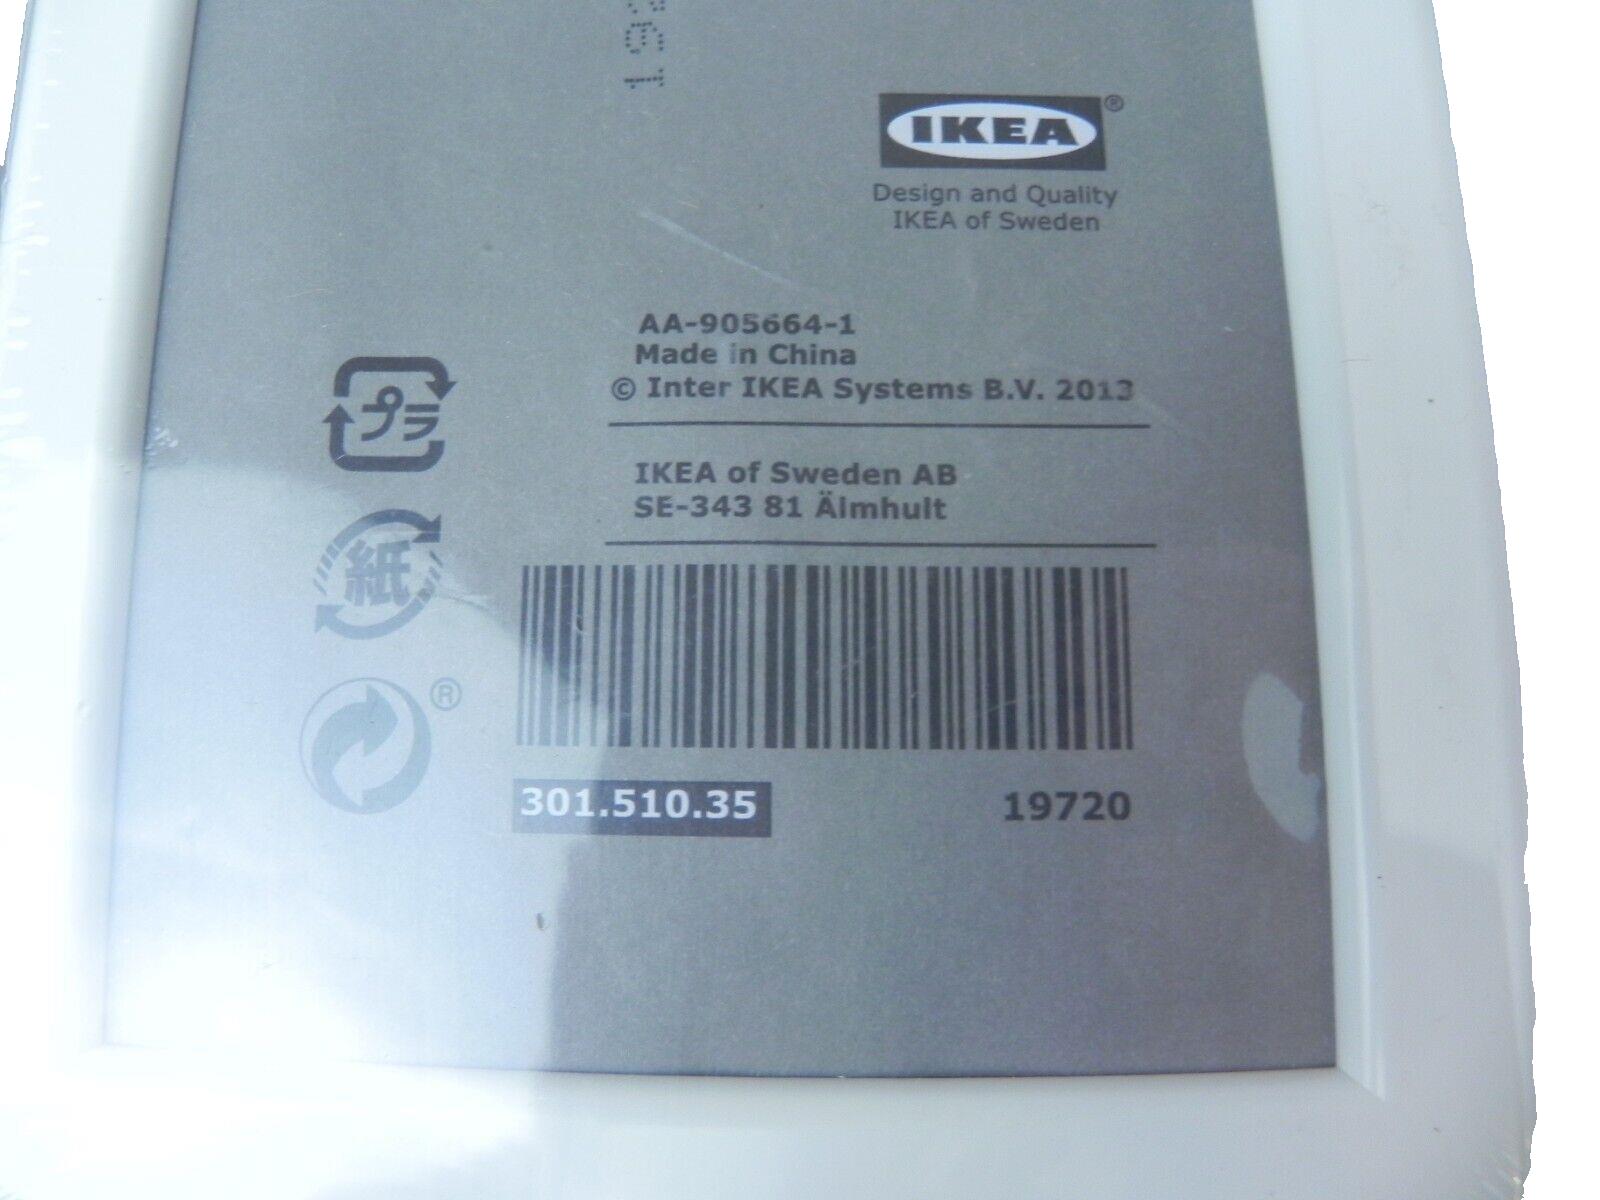 IKEA®
Design and Quality
IKEA of Sweden
AA-905664-1
Made in China
© Inter IKEA Systems B.V. 2013
プラ
IKEA of Sweden AB
SE-343 81 Älmhult
紙
®
301.510.35 19720